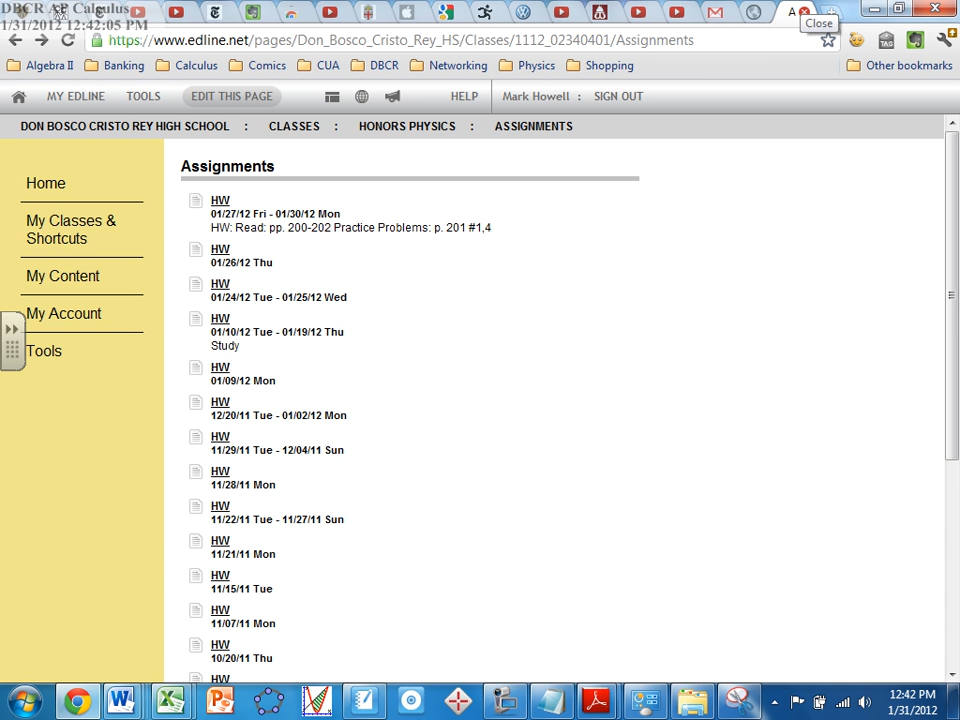 DBCR AP Calculus
1/31/2012 12:42:05 PM
A
Close
https://www.edline.net/pages/Don_Bosco_Cristo_Rey_HS/Classes/1112_02340401/Assignments
TAG
Algebra II Banking Calculus Comics CUA DBCR Networking Physics Shopping Other bookmarks
MY EDLINE TOOLS EDIT THIS PAGE HELP Mark Howell : SIGN OUT
DON BOSCO CRISTO REY HIGH SCHOOL : CLASSES : HONORS PHYSICS : ASSIGNMENTS
Home
My Classes &
Shortcuts
My Content
My Account
Tools
Assignments
HW
01/27/12 Fri - 01/30/12 Mon
HW: Read: pp. 200-202 Practice Problems: p. 201 #1,4
HW
01/26/12 Thu
HW
01/24/12 Tue - 01/25/12 Wed
HW
01/10/12 Tue - 01/19/12 Thu
Study
HW
01/09/12 Mon
HW
12/20/11 Tue - 01/02/12 Mon
HW
11/29/11 Tue - 12/04/11 Sun
HW
11/28/11 Mon
HW
11/22/11 Tue - 11/27/11 Sun
HW
11/21/11 Mon
HW
11/15/11 Tue
HW
11/07/11 Mon
HW
10/20/11 Thu
HW
12:42 PM
1/31/2012